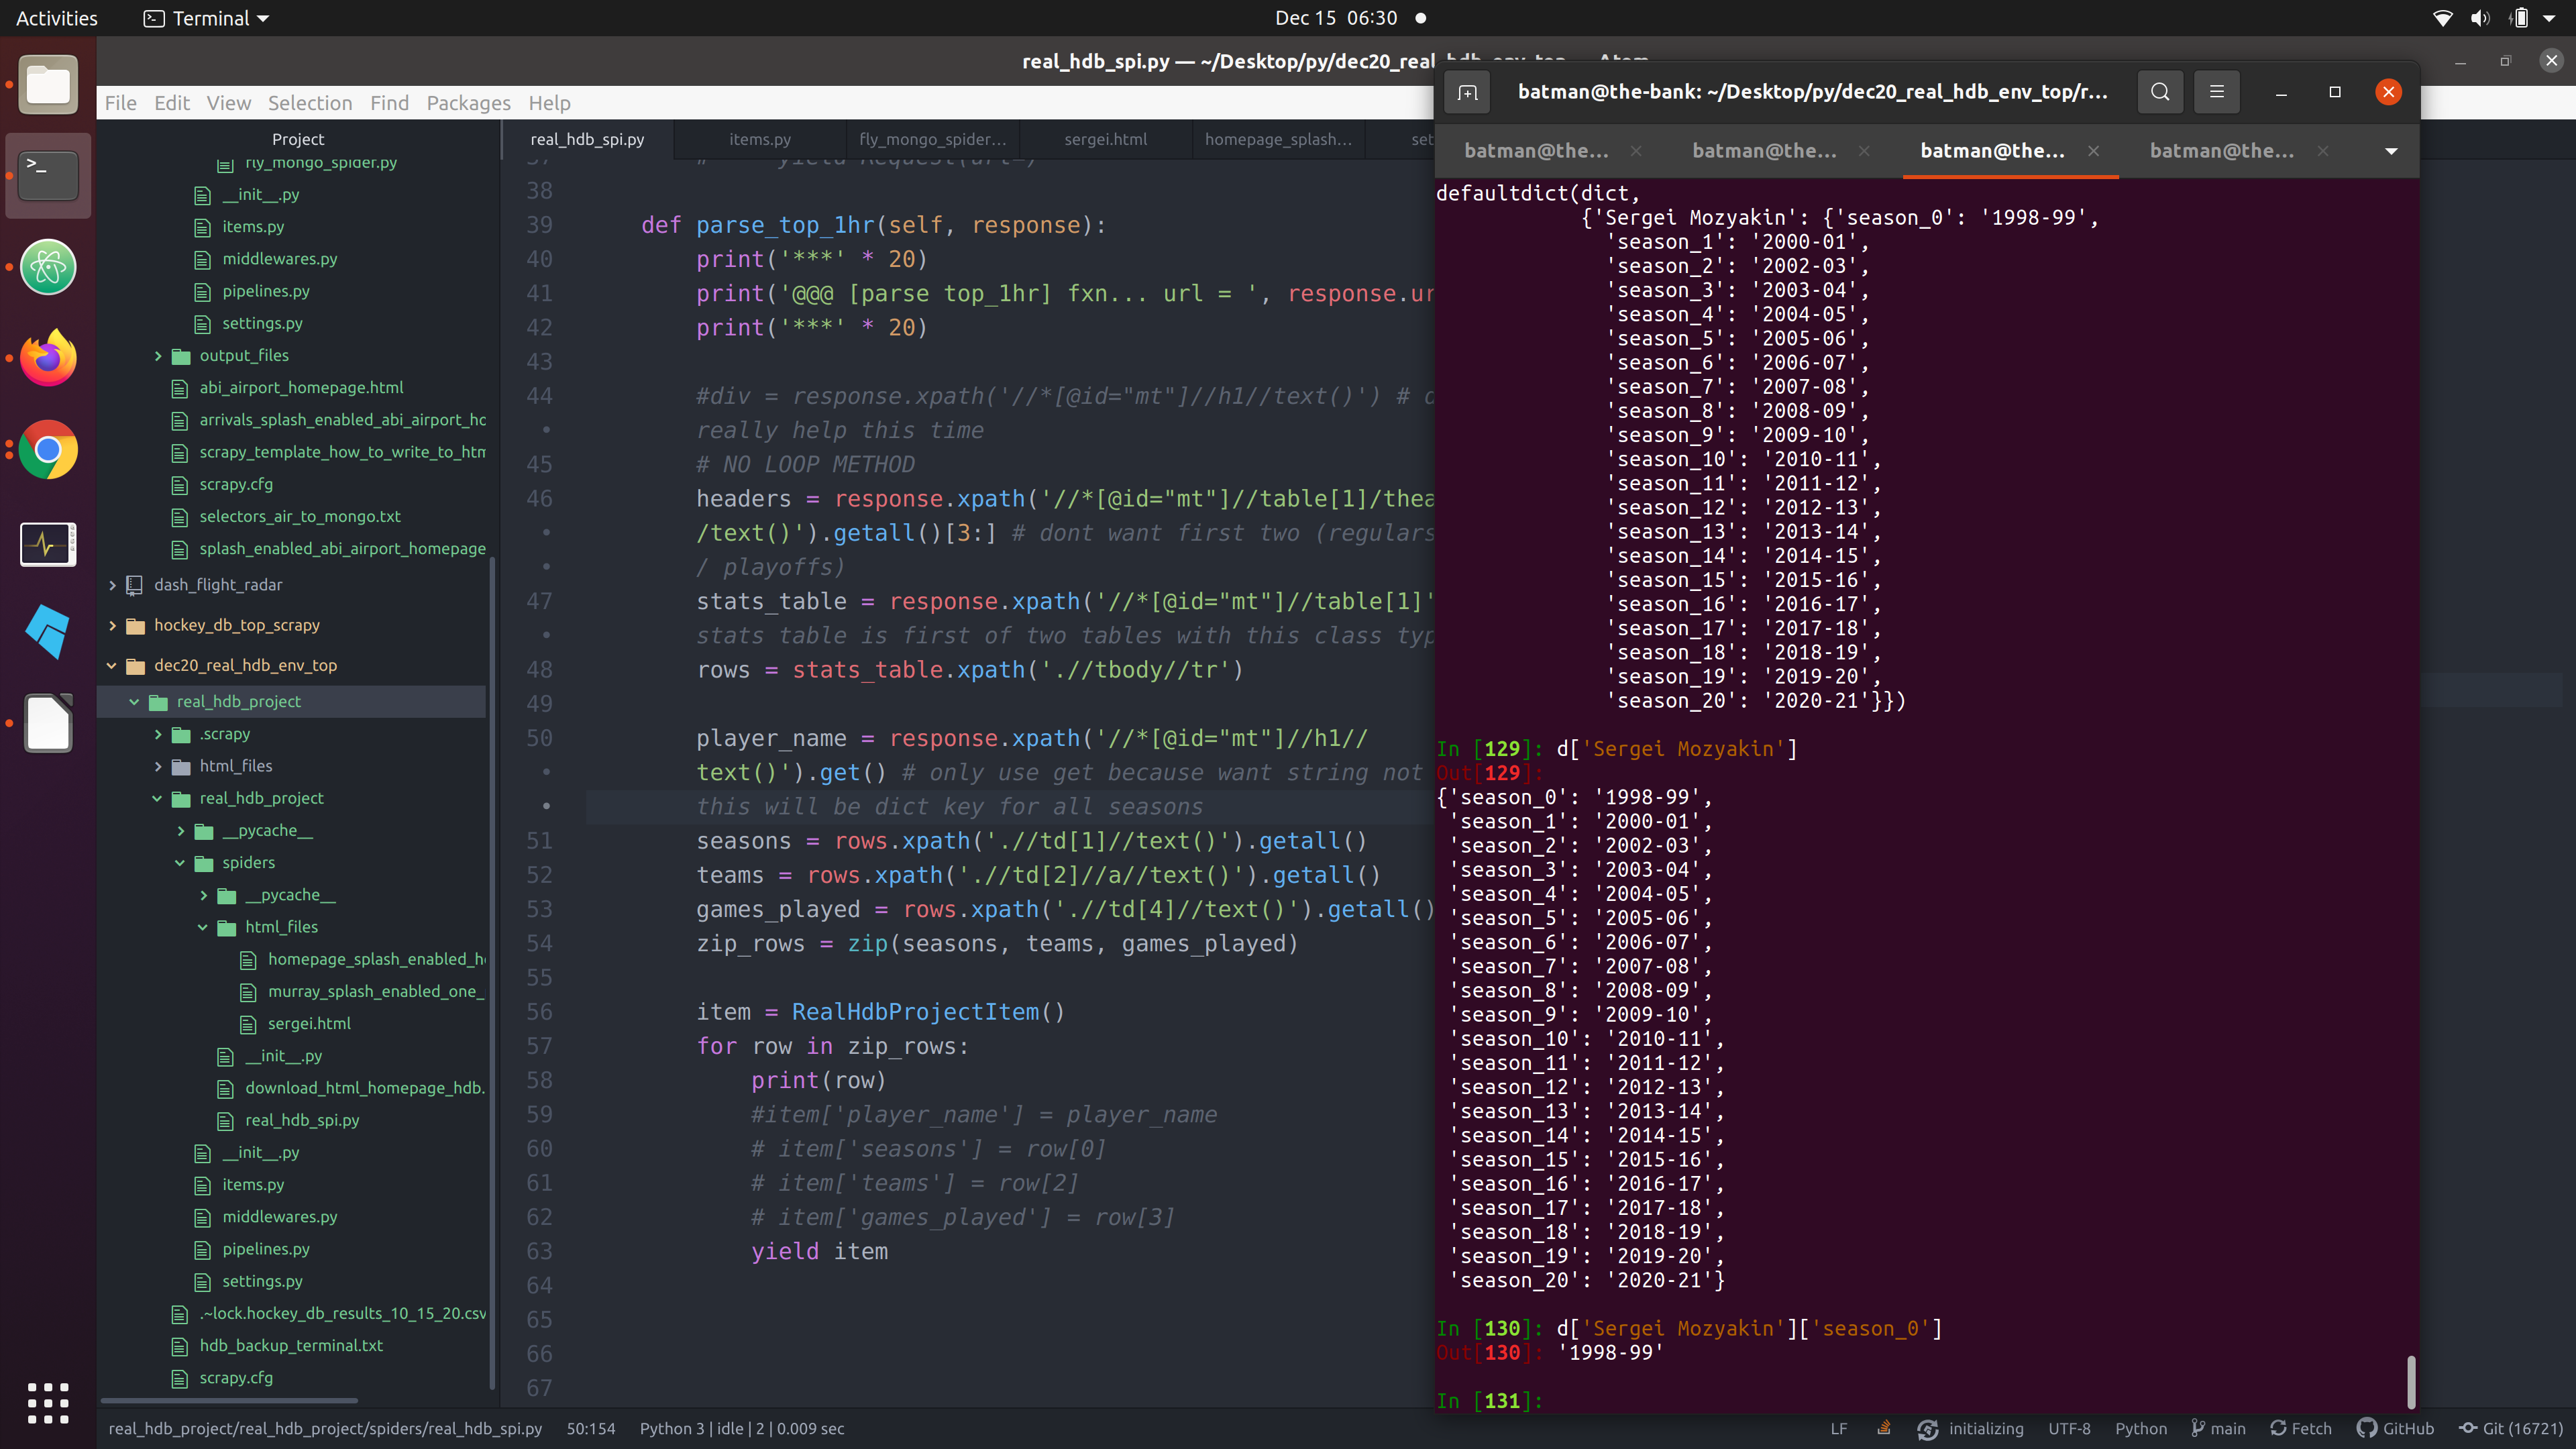 Activities
Terminal
Dec 15 06:30
real_hdb_spi.py — ~/Desktop/py/dec20_real_hdb_env_top — Atom
File Edit View Selection Find Packages Help
Project
fly_mongo_spider.py
__init__.py
items.py
middlewares.py
pipelines.py
settings.py
output_files
abi_airport_homepage.html
arrivals_splash_enabled_abi_airport_ho
scrapy_template_how_to_write_to_htm
scrapy.cfg
selectors_air_to_mongo.txt
splash_enabled_abi_airport_homepage
dash_flight_radar
hockey_db_top_scrapy
dec20_real_hdb_env_top
real_hdb_project
.scrapy
html_files
real_hdb_project
__pycache__
spiders
__pycache__
html_files
homepage_splash_enabled_h
murray_splash_enabled_one_
sergei.html
__init__.py
download_html_homepage_hdb.
real_hdb_spi.py
__init__.py
items.py
middlewares.py
pipelines.py
settings.py
.~lock.hockey_db_results_10_15_20.csv
hdb_backup_terminal.txt
scrapy.cfg
real_hdb_spi.py items.py fly_mongo_spider... sergei.html homepage_splash... set
37 # yield Request(url=)
38
39 def parse_top_1hr(self, response):
40 print('***' * 20)
41 print('@@@ [parse top_1hr] fxn... url = ', response.ur
42 print('***' * 20)
43
44 #div = response.xpath('//*[@id="mt"]//h1//text()') # d
• really help this time
45 # NO LOOP METHOD
46 headers = response.xpath('//*[@id="mt"]//table[1]/thea
• /text()').getall()[3:] # dont want first two (regulars
• / playoffs)
47 stats_table = response.xpath('//*[@id="mt"]//table[1]'
• stats table is first of two tables with this class typ
48 rows = stats_table.xpath('.//tbody//tr')
49
50 player_name = response.xpath('//*[@id="mt"]//h1//
• text()').get() # only use get because want string not
• this will be dict key for all seasons
51 seasons = rows.xpath('.//td[1]//text()').getall()
52 teams = rows.xpath('.//td[2]//a//text()').getall()
53 games_played = rows.xpath('.//td[4]//text()').getall()
54 zip_rows = zip(seasons, teams, games_played)
55
56 item = RealHdbProjectItem()
57 for row in zip_rows:
58 print(row)
59 #item['player_name'] = player_name
60 # item['seasons'] = row[0]
61 # item['teams'] = row[2]
62 # item['games_played'] = row[3]
63 yield item
64
65
66
67
batman@the-bank: ~/Desktop/py/dec20_real_hdb_env_top/r...
batman@the... batman@the... batman@the... batman@the...
defaultdict(dict,
{'Sergei Mozyakin': {'season_0': '1998-99',
'season_1': '2000-01',
'season_2': '2002-03',
'season_3': '2003-04',
'season_4': '2004-05',
'season_5': '2005-06',
'season_6': '2006-07',
'season_7': '2007-08',
'season_8': '2008-09',
'season_9': '2009-10',
'season_10': '2010-11',
'season_11': '2011-12',
'season_12': '2012-13',
'season_13': '2013-14',
'season_14': '2014-15',
'season_15': '2015-16',
'season_16': '2016-17',
'season_17': '2017-18',
'season_18': '2018-19',
'season_19': '2019-20',
'season_20': '2020-21'}})
In [129]: d['Sergei Mozyakin']
Out[129]:
{'season_0': '1998-99',
'season_1': '2000-01',
'season_2': '2002-03',
'season_3': '2003-04',
'season_4': '2004-05',
'season_5': '2005-06',
'season_6': '2006-07',
'season_7': '2007-08',
'season_8': '2008-09',
'season_9': '2009-10',
'season_10': '2010-11',
'season_11': '2011-12',
'season_12': '2012-13',
'season_13': '2013-14',
'season_14': '2014-15',
'season_15': '2015-16',
'season_16': '2016-17',
'season_17': '2017-18',
'season_18': '2018-19',
'season_19': '2019-20',
'season_20': '2020-21'}
In [130]: d['Sergei Mozyakin']['season_0']
Out[130]: '1998-99'
In [131]:
real_hdb_project/real_hdb_project/spiders/real_hdb_spi.py 50:154 Python 3 | idle | 2 | 0.009 sec LF initializing UTF-8 Python main Fetch GitHub Git (16721)